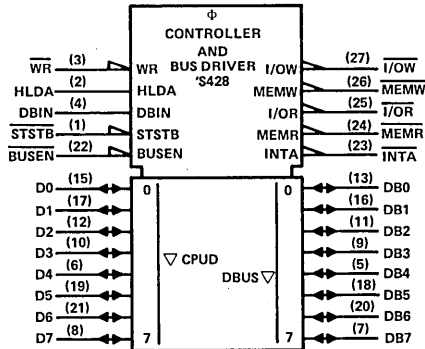 Φ
CONTROLLER
AND
BUS DRIVER
'S428
WR (3) WR I/OW (27) I/OW
HLDA (2) HLDA MEMW (26) MEMW
DBIN (4) DBIN I/OR (25) I/OR
STSTB (1) STSTB MEMR (24) MEMR
BUSEN (22) BUSEN INTA (23) INTA
D0 (15) 0 0 (13) DB0
D1 (17) (16) DB1
D2 (12) (11) DB2
D3 (10) (9) DB3
▽ CPUD
D4 (6) (5) DB4
DBUS ▽
D5 (19) (18) DB5
D6 (21) (20) DB6
D7 (8) 7 7 (7) DB7